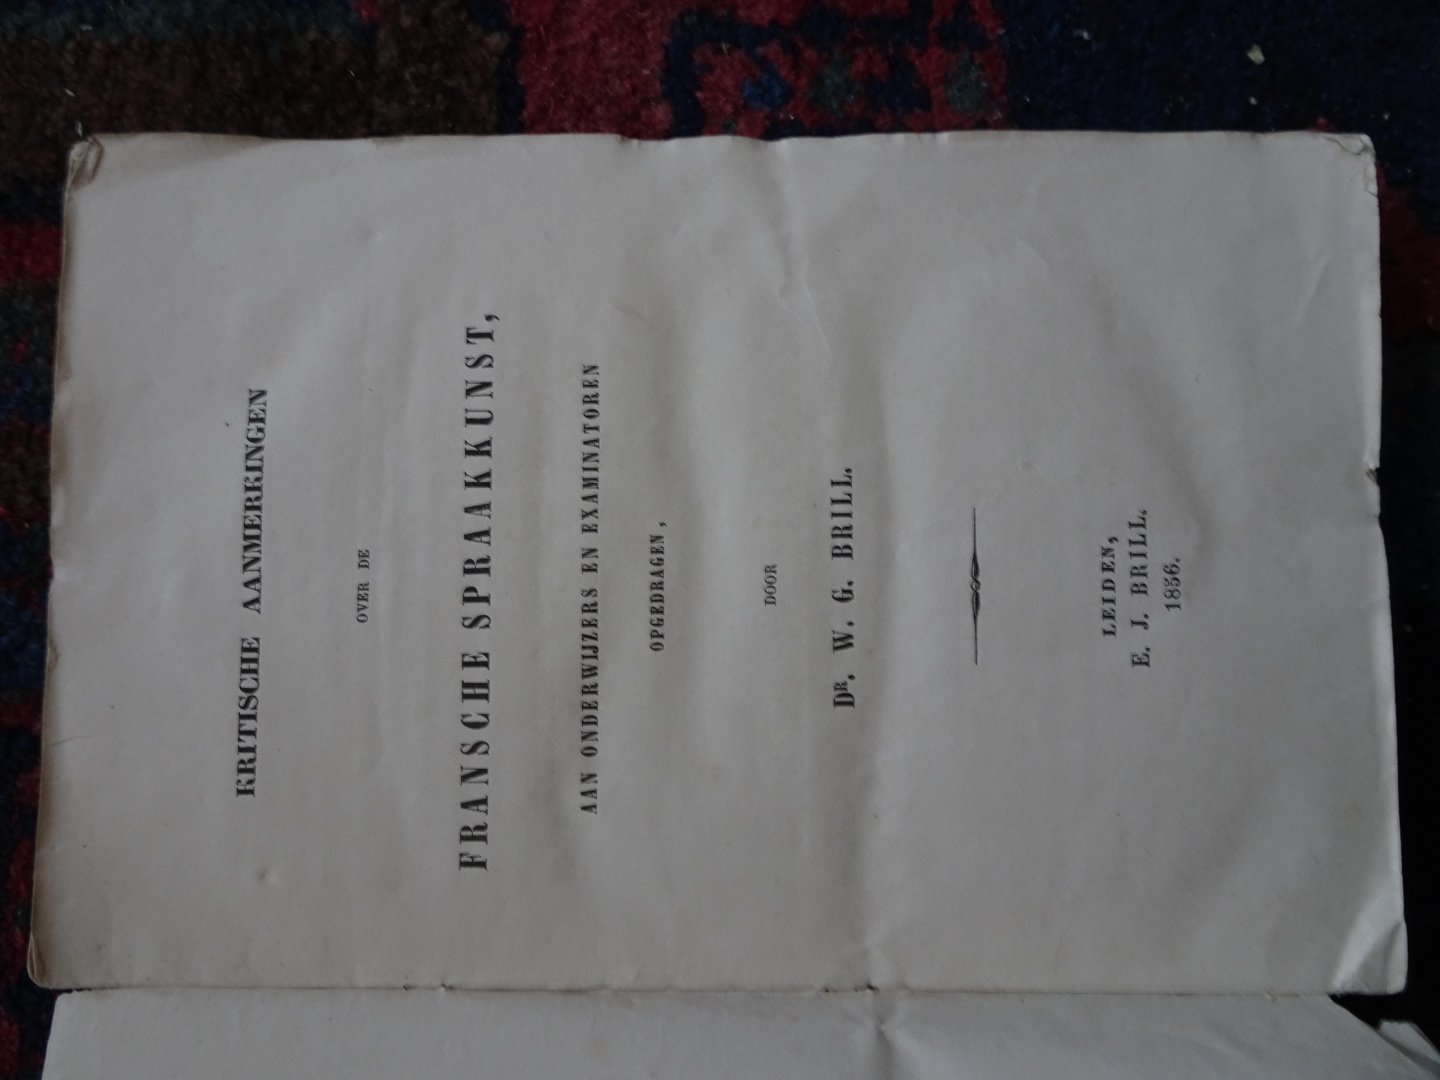 KRITISCHE AANMERKINGEN
OVER DE
FRANSCHE SPRAAKKUNST,
AAN ONDERWIJZERS EN EXAMINATOREN
OPGEDRAGEN,
DOOR
DR. W. G. BRILL.
LEIDEN,
E. J. BRILL.
1856.